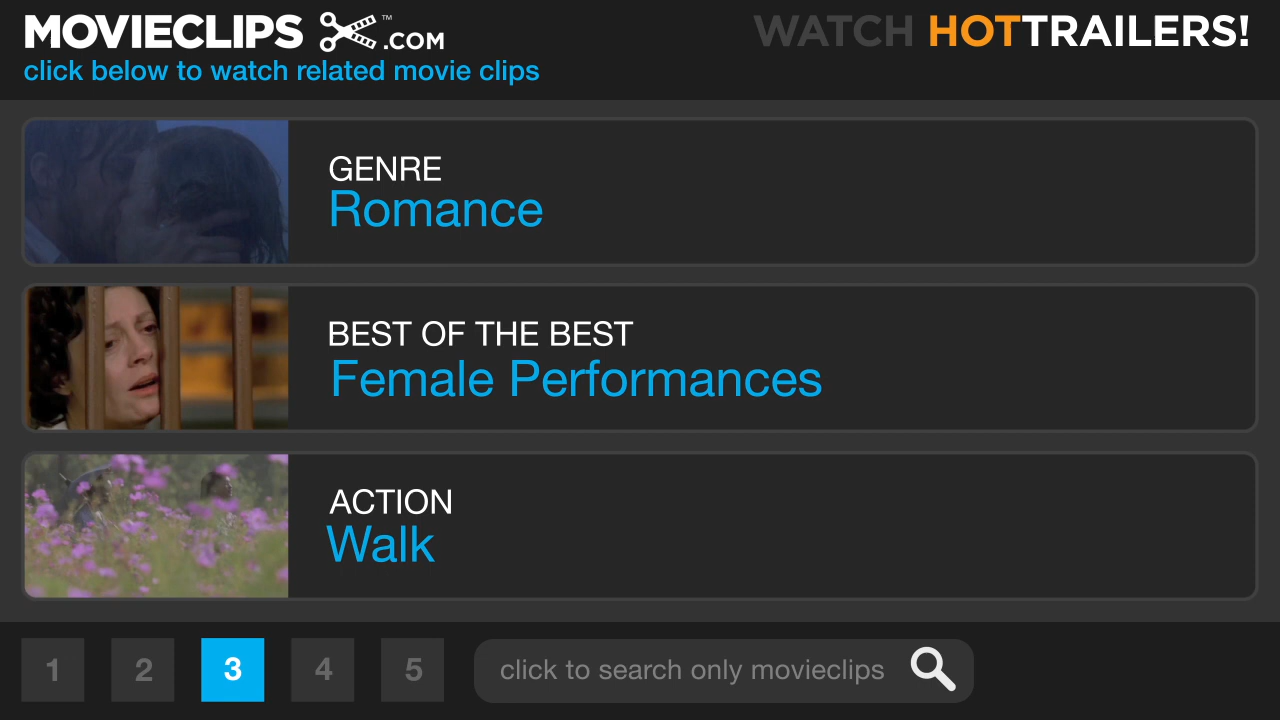 MOVIECLIPS ™ .COM
WATCH HOTTRAILERS!
click below to watch related movie clips
GENRE
Romance
BEST OF THE BEST
Female Performances
ACTION
Walk
1 2 3 4 5 click to search only movieclips